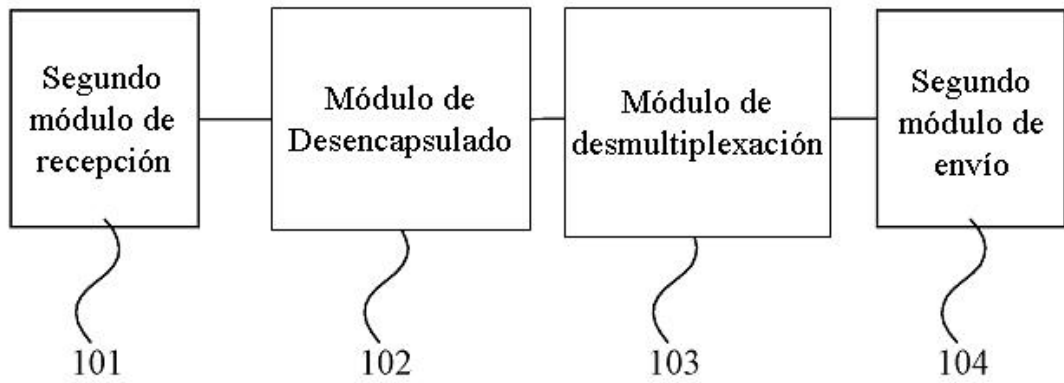 Segundo
módulo de
recepción
Módulo de
Desencapsulado
Módulo de
desmultiplexación
Segundo
módulo de
envío
101
102
103
104